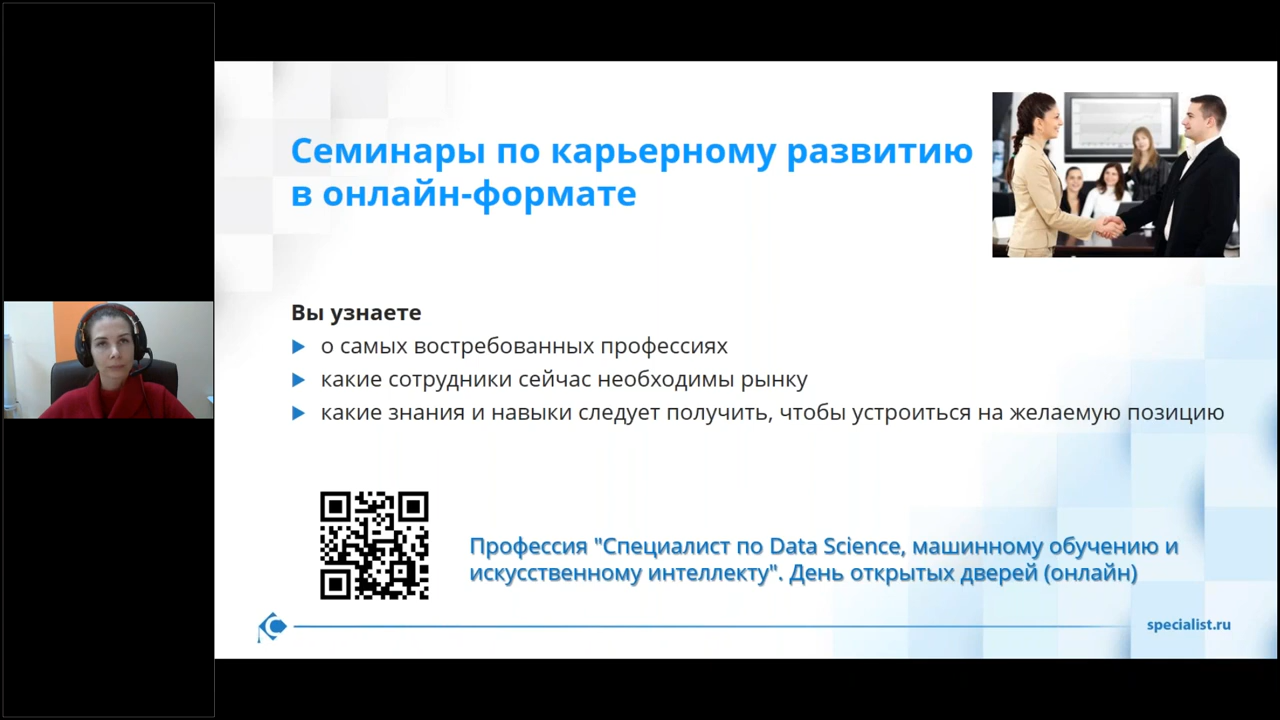 Семинары по карьерному развитию
в онлайн-формате
Вы узнаете
о самых востребованных профессиях
какие сотрудники сейчас необходимы рынку
какие знания и навыки следует получить, чтобы устроиться на желаемую позицию
Профессия "Специалист по Data Science, машинному обучению и
искусственному интеллекту". День открытых дверей (онлайн)
specialist.ru